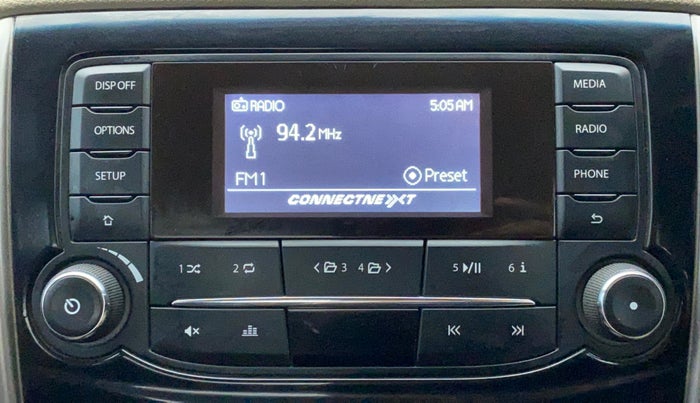 DISP OFF
MEDIA
RADIO 5:05 AM
OPTIONS
94.2 MHz
RADIO
SETUP
FM1 Preset
PHONE
CONNECTNEXT
1 2 3 4 5 6 i